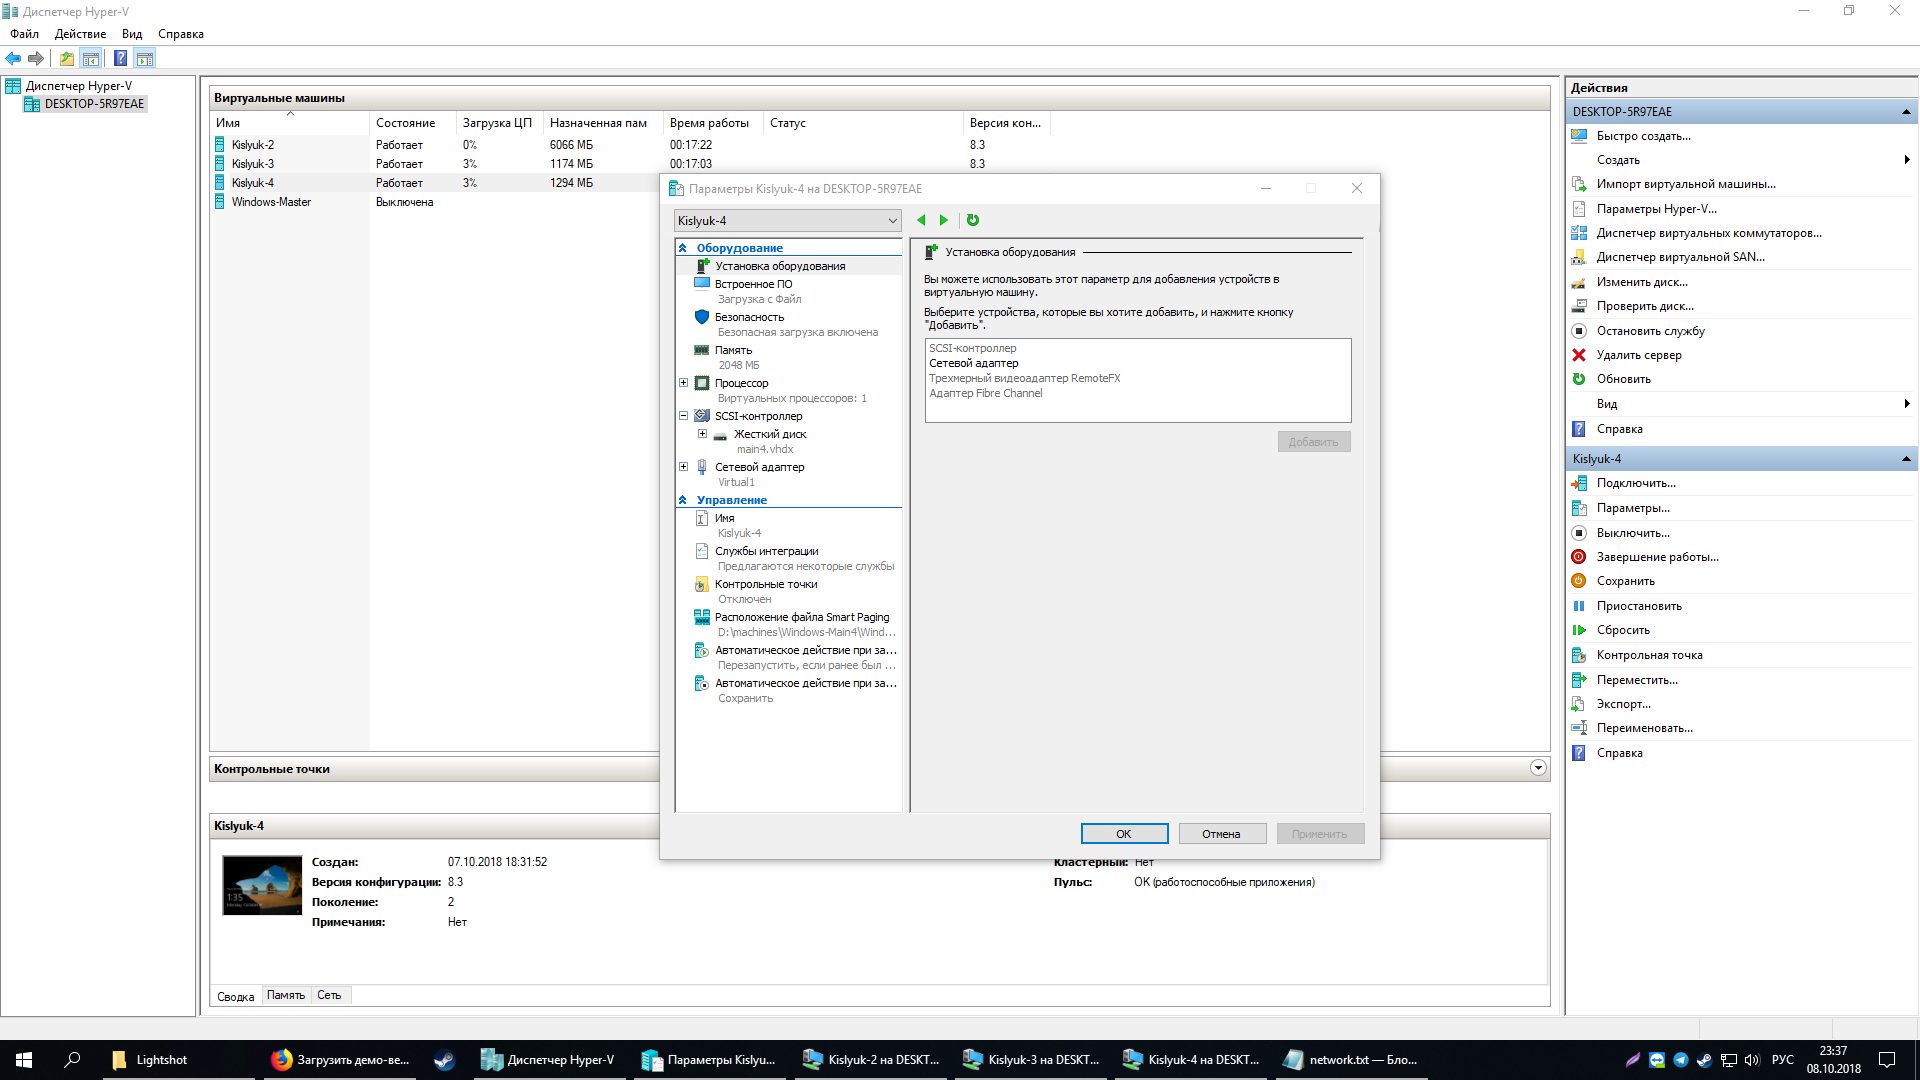 Диспетчер Hyper-V
Файл Действие Вид Справка
Диспетчер Hyper-V
DESKTOP-5R97EAE
Виртуальные машины
Имя Состояние Загрузка ЦП Назначенная пам Время работы Статус Версия кон...
Kislyuk-2 Работает 0% 6066 МБ 00:17:22 8.3
Kislyuk-3 Работает 3% 1174 МБ 00:17:03 8.3
Kislyuk-4 Работает 3% 1294 МБ
Windows-Master Выключена
Параметры Kislyuk-4 на DESKTOP-5R97EAE
Kislyuk-4
Оборудование
Установка оборудования
Встроенное ПО
Загрузка с Файл
Безопасность
Безопасная загрузка включена
Память
2048 МБ
Процессор
Виртуальных процессоров: 1
SCSI-контроллер
Жесткий диск
main4.vhdx
Сетевой адаптер
Virtual1
Управление
Имя
Kislyuk-4
Службы интеграции
Предлагаются некоторые службы
Контрольные точки
Отключен
Расположение файла Smart Paging
D:\machines\Windows-Main4\Wind...
Автоматическое действие при за...
Перезапустить, если ранее был ...
Автоматическое действие при за...
Сохранить
Установка оборудования
Вы можете использовать этот параметр для добавления устройств в
виртуальную машину.
Выберите устройства, которые вы хотите добавить, и нажмите кнопку
"Добавить".
SCSI-контроллер
Сетевой адаптер
Трехмерный видеоадаптер RemoteFX
Адаптер Fibre Channel
Добавить
ОК Отмена Применить
Контрольные точки
Kislyuk-4
Создан: 07.10.2018 18:31:52
Версия конфигурации: 8.3
Поколение: 2
Примечания: Нет
Кластерный: Нет
Пульс: ОК (работоспособные приложения)
1:35
Сводка Память Сеть
Действия
DESKTOP-5R97EAE
Быстро создать...
Создать
Импорт виртуальной машины...
Параметры Hyper-V...
Диспетчер виртуальных коммутаторов...
Диспетчер виртуальной SAN...
Изменить диск...
Проверить диск...
Остановить службу
Удалить сервер
Обновить
Вид
Справка
Kislyuk-4
Подключить...
Параметры...
Выключить...
Завершение работы...
Сохранить
Приостановить
Сбросить
Контрольная точка
Переместить...
Экспорт...
Переименовать...
Справка
Lightshot
Загрузить демо-ве...
Диспетчер Hyper-V
Параметры Kislyu...
Kislyuk-2 на DESKT...
Kislyuk-3 на DESKT...
Kislyuk-4 на DESKT...
network.txt — Бло...
РУС
23:37
08.10.2018